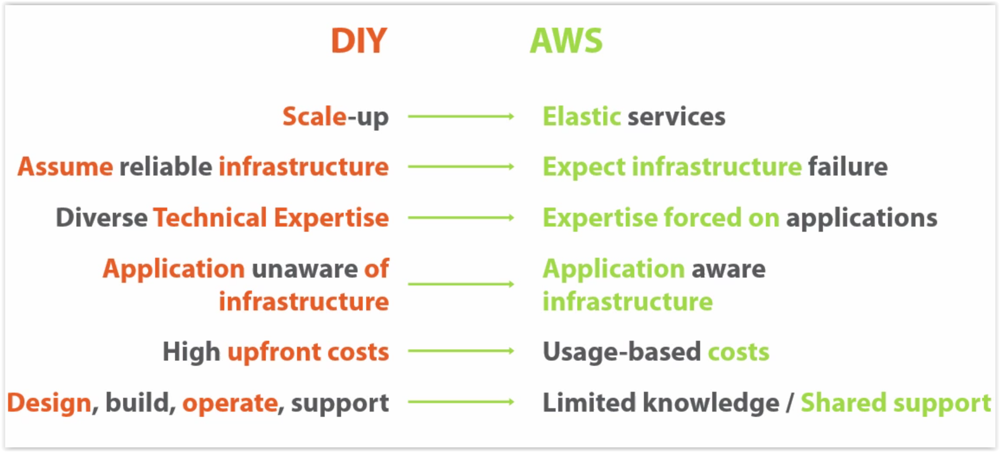 DIY AWS
Scale-up Elastic services
Assume reliable infrastructure Expect infrastructure failure
Diverse Technical Expertise Expertise forced on applications
Application unaware of
infrastructure
Application aware
infrastructure
High upfront costs Usage-based costs
Design, build, operate, support Limited knowledge / Shared support